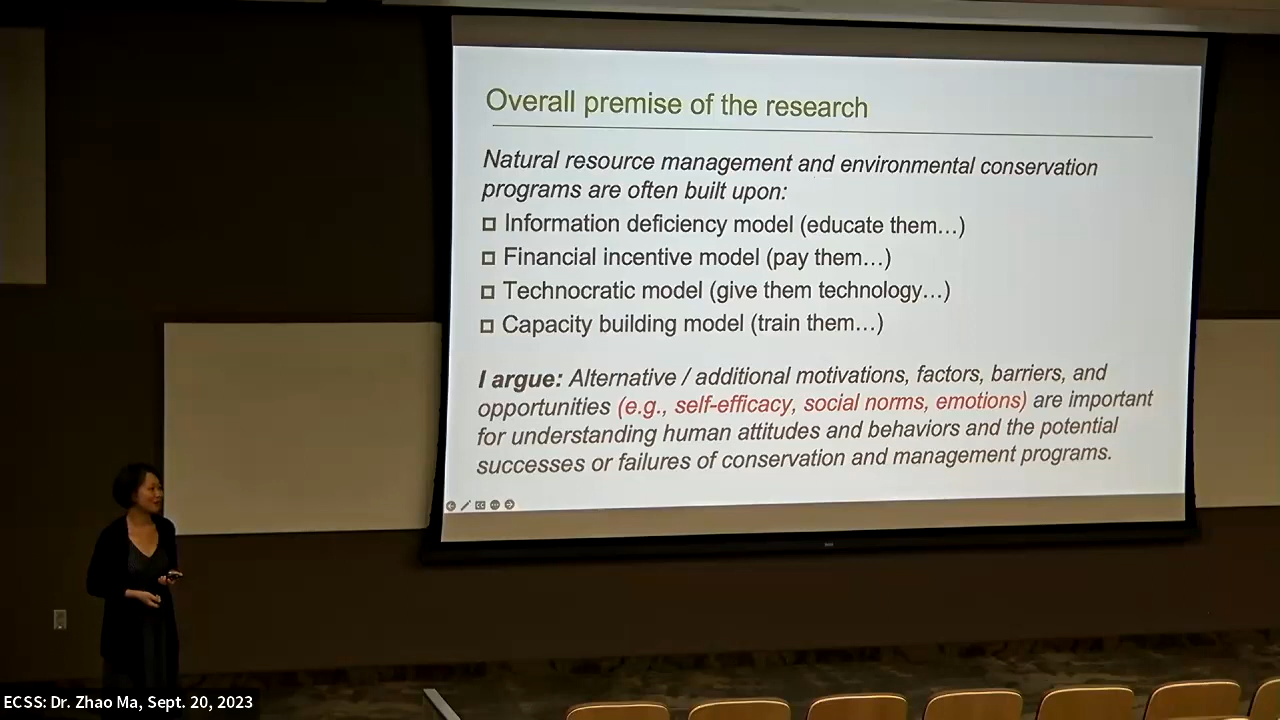 Overall premise of the research
Natural resource management and environmental conservation
programs are often built upon:
Information deficiency model (educate them…)
Financial incentive model (pay them…)
Technocratic model (give them technology…)
Capacity building model (train them…)
I argue: Alternative / additional motivations, factors, barriers, and
opportunities (e.g., self-efficacy, social norms, emotions) are important
for understanding human attitudes and behaviors and the potential
successes or failures of conservation and management programs.
ECSS: Dr. Zhao Ma, Sept. 20, 2023